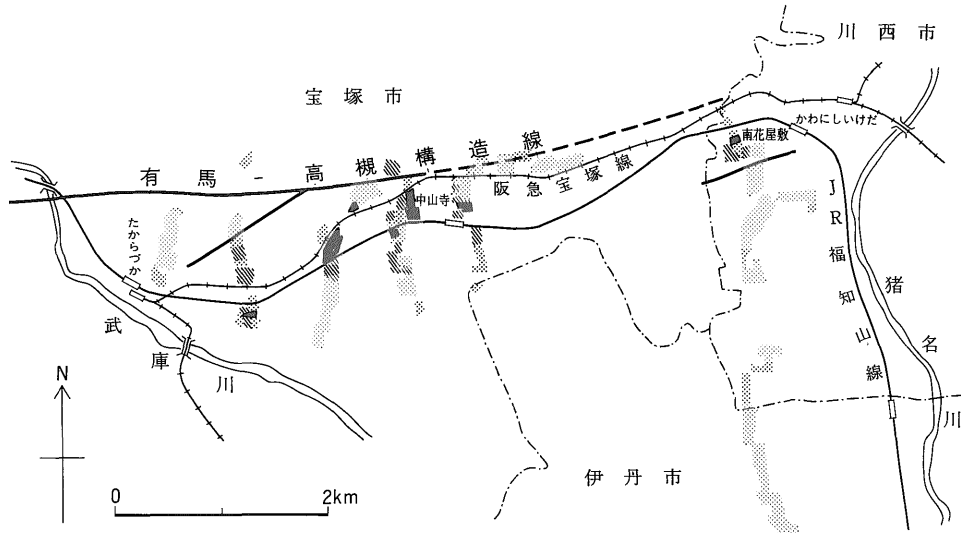 川西市
宝塚市
かわにしいけだ
南花屋敷
有馬-高槻構造線
阪急宝塚線
中山寺
たからづか
JR福知山線
猪名川
武庫川
N
伊丹市
0 2km